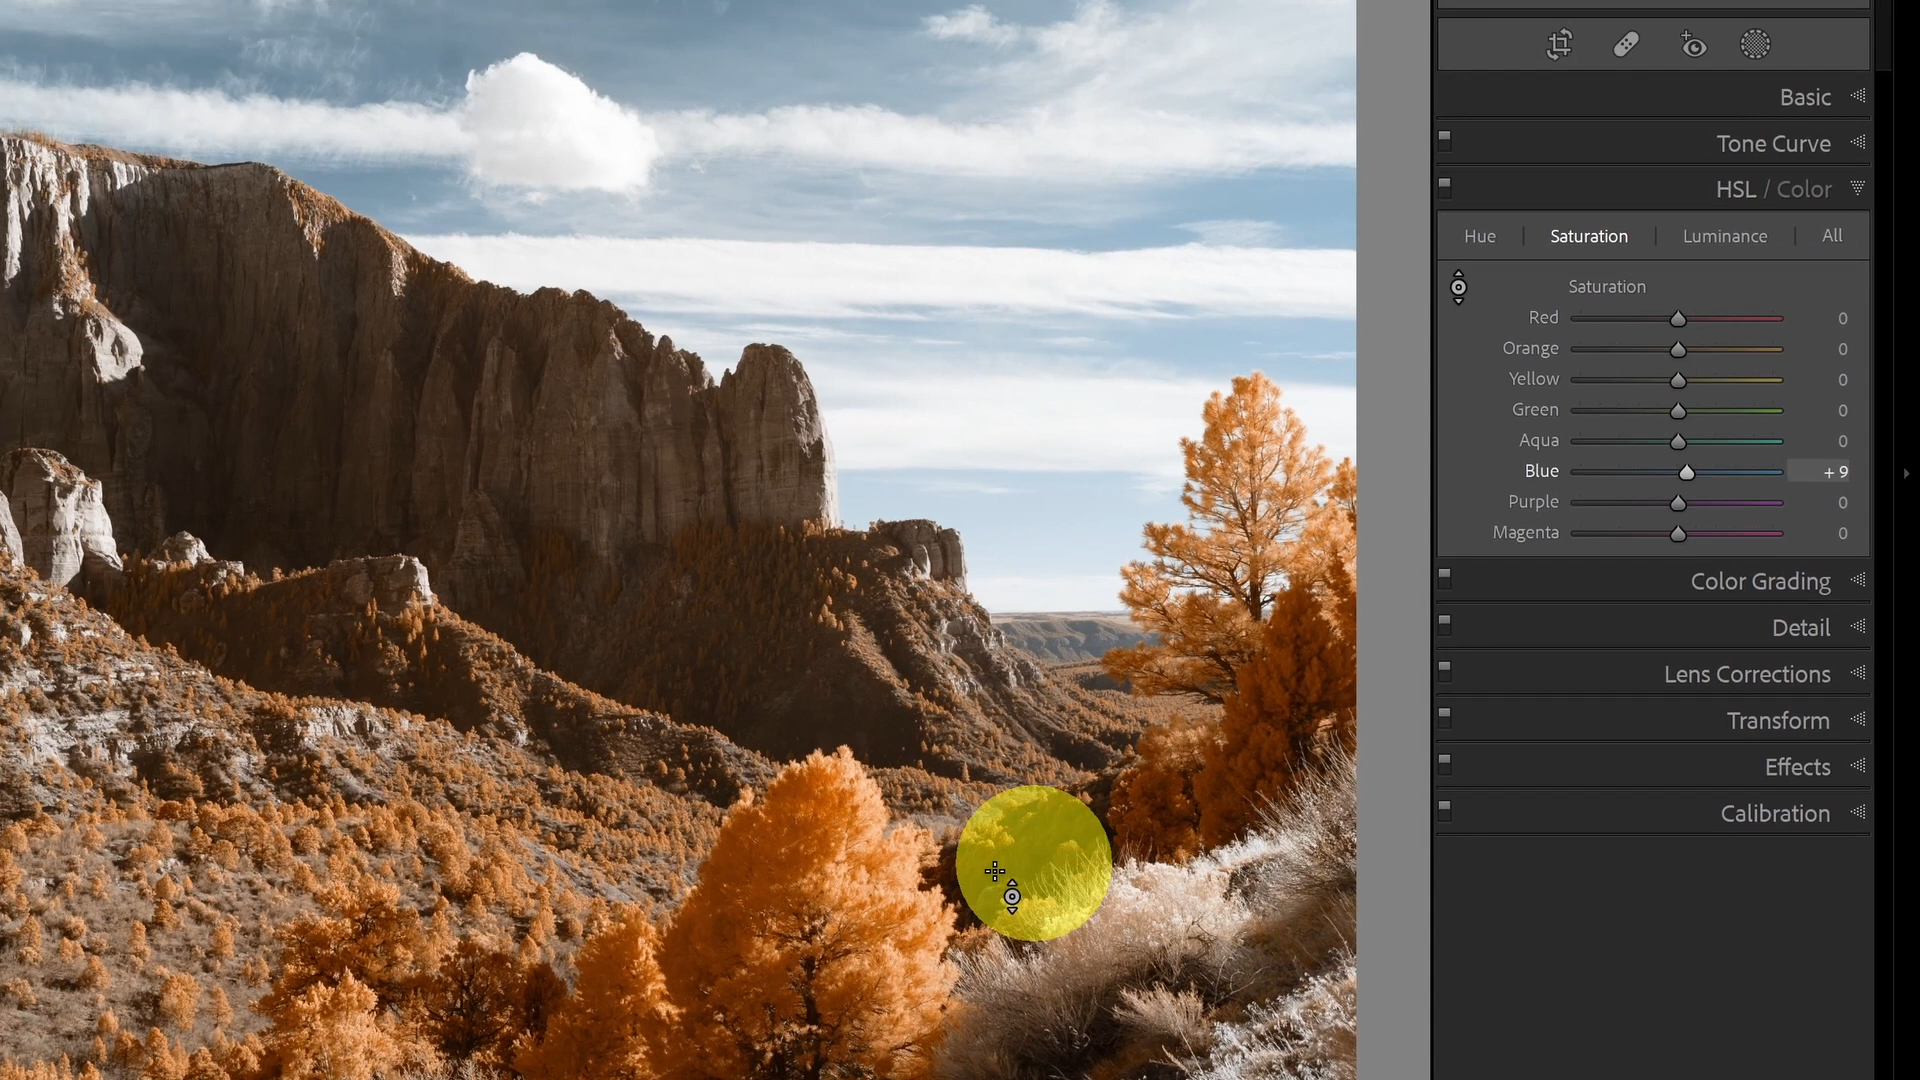 Basic
Tone Curve
HSL / Color
Hue Saturation Luminance All
Saturation
Red 0
Orange 0
Yellow 0
Green 0
Aqua 0
Blue + 9
Purple 0
Magenta 0
Color Grading
Detail
Lens Corrections
Transform
Effects
Calibration